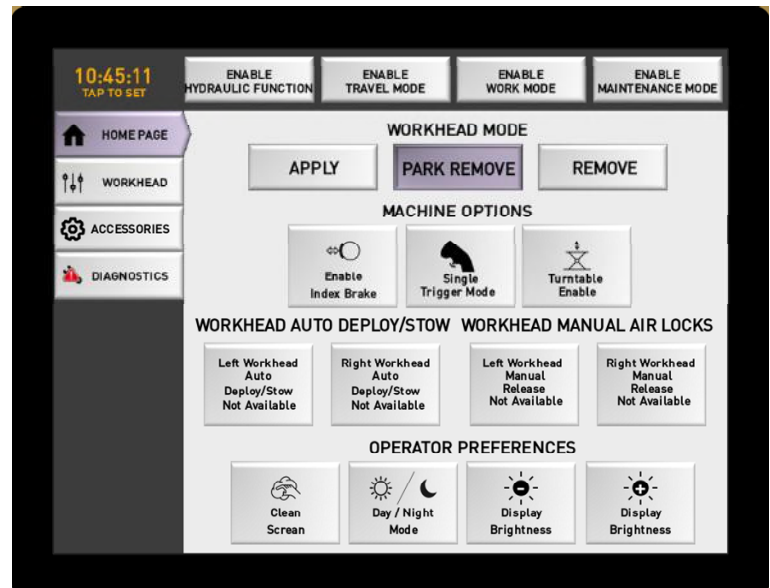 10:45:11
TAP TO SET
ENABLE
HYDRAULIC FUNCTION
ENABLE
TRAVEL MODE
ENABLE
WORK MODE
ENABLE
MAINTENANCE MODE
HOME PAGE
WORKHEAD
ACCESSORIES
DIAGNOSTICS
WORKHEAD MODE
APPLY
PARK REMOVE
REMOVE
MACHINE OPTIONS
Enable
Index Brake
Single
Trigger Mode
Turntable
Enable
WORKHEAD AUTO DEPLOY/STOW
WORKHEAD MANUAL AIR LOCKS
Left Workhead
Auto
Deploy/Stow
Not Available
Right Workhead
Auto
Deploy/Stow
Not Available
Left Workhead
Manual
Release
Not Available
Right Workhead
Manual
Release
Not Available
OPERATOR PREFERENCES
Clean
Screan
Day / Night
Mode
Display
Brightness
Display
Brightness